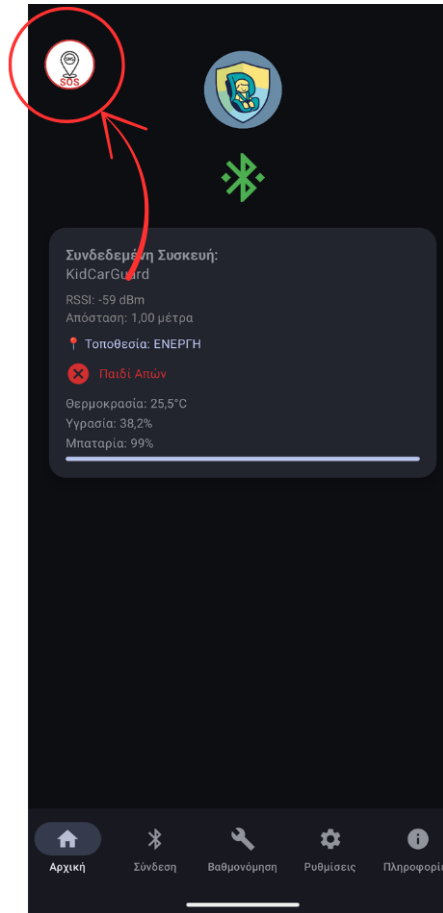 SOS
Συνδεδεμένη Συσκευή:
KidCarGuard
RSSI: -59 dBm
Απόσταση: 1,00 μέτρα
Τοποθεσία: ΕΝΕΡΓΗ
Παιδί Απών
Θερμοκρασία: 25,5°C
Υγρασία: 38,2%
Μπαταρία: 99%
Αρχική Σύνδεση Βαθμονόμηση Ρυθμίσεις Πληροφορίε